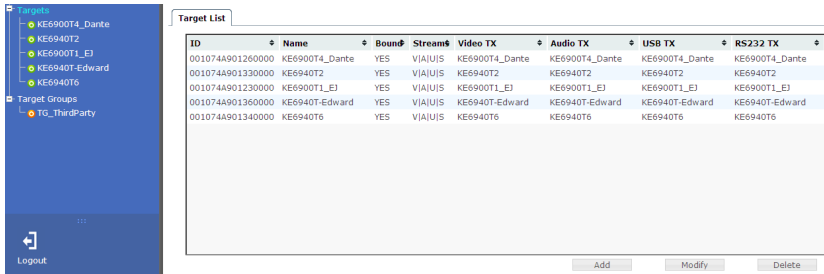 Targets
KE6900T4_Dante
KE6940T2
KE6900T1_EJ
KE6940T-Edward
KE6940T6
Target Groups
TG_ThirdParty
Logout
Target List
ID Name Bound Streams Video TX Audio TX USB TX RS232 TX
001074A901260000 KE6900T4_Dante YES V|A|U|S KE6900T4_Dante KE6900T4_Dante KE6900T4_Dante KE6900T4_Dante
001074A901330000 KE6940T2 YES V|A|U|S KE6940T2 KE6940T2 KE6940T2 KE6940T2
001074A901230000 KE6900T1_EJ YES V|A|U|S KE6900T1_EJ KE6900T1_EJ KE6900T1_EJ KE6900T1_EJ
001074A901360000 KE6940T-Edward YES V|A|U|S KE6940T-Edward KE6940T-Edward KE6940T-Edward KE6940T-Edward
001074A901340000 KE6940T6 YES V|A|U|S KE6940T6 KE6940T6 KE6940T6 KE6940T6
Add Modify Delete